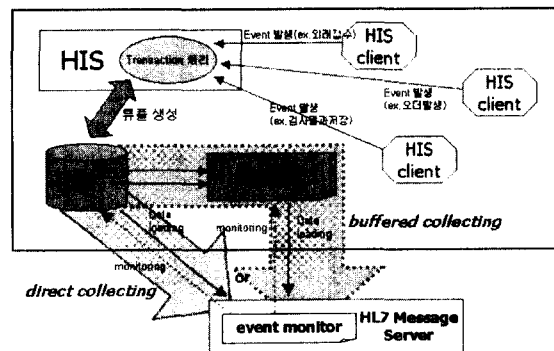 HIS
Transaction 처리
Event 발생(ex.외래접수)
HIS
client
Event 발생
(ex.오더발생)
HIS
client
Event 발생
(ex.검사결과저장)
HIS
client
튜플 생성
Data
loading
monitoring
monitoring
Data
loading
buffered collecting
direct collecting
or
event monitor
HL7 Message
Server